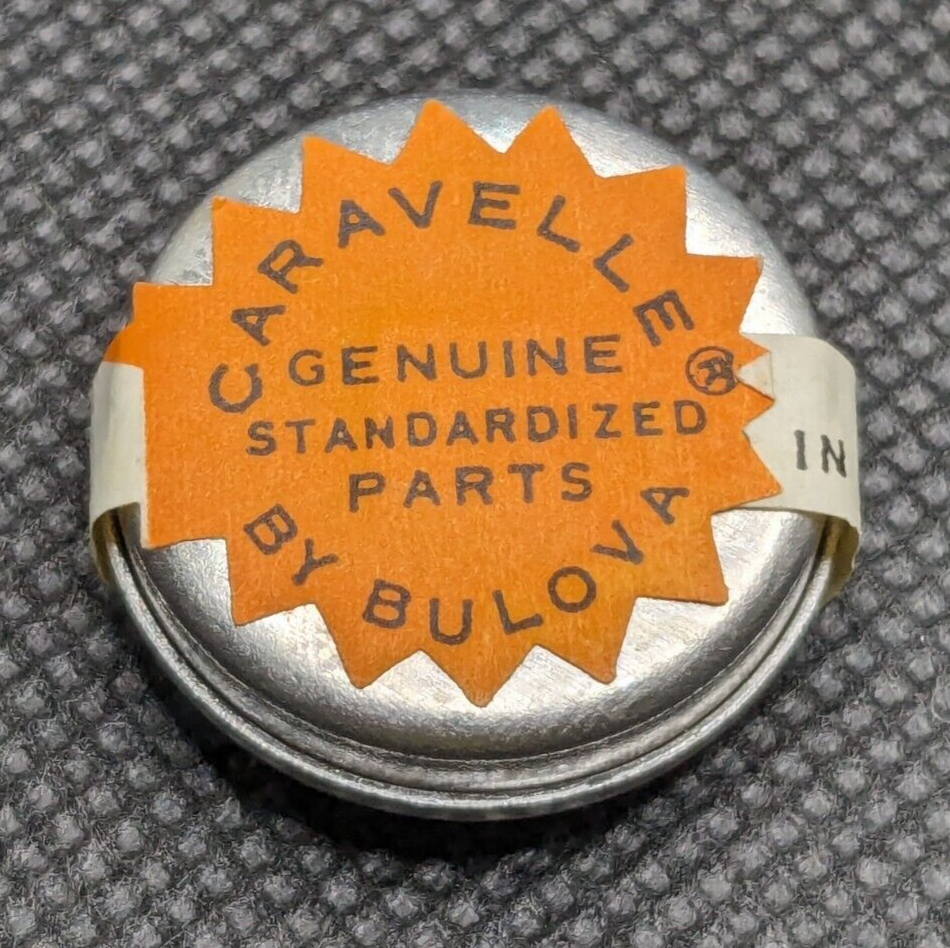 CARAVELLE ®
GENUINE
STANDARDIZED
PARTS
BY BULOVA
IN